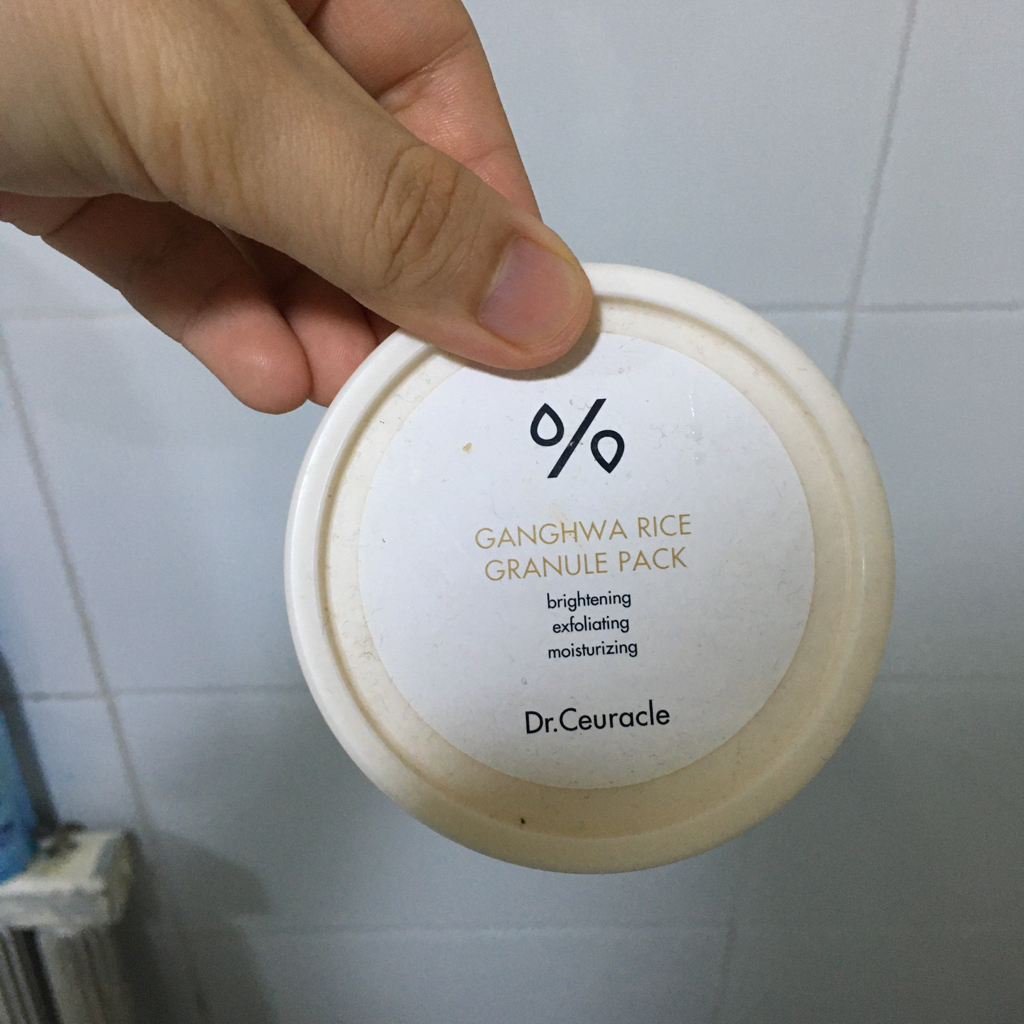 %
GANGHWA RICE
GRANULE PACK
brightening
exfoliating
moisturizing
Dr.Ceuracle